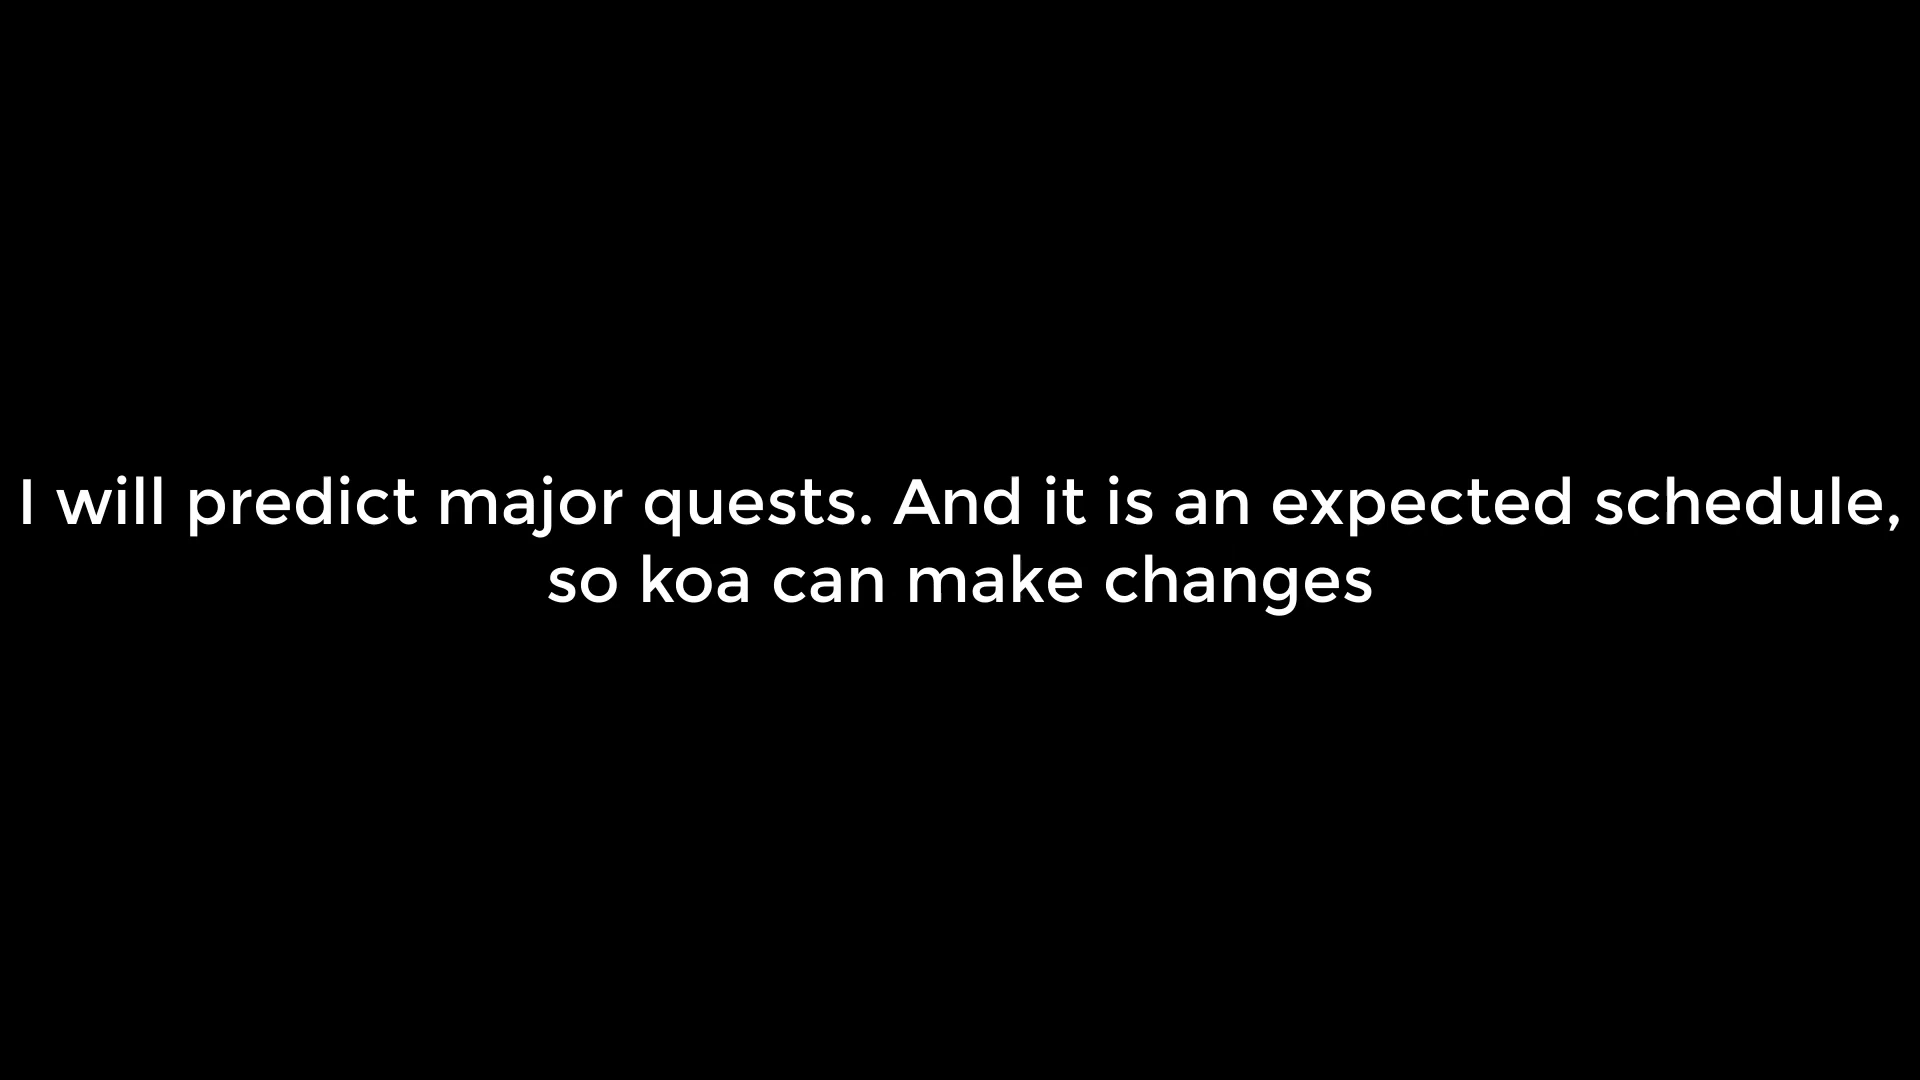 I will predict major quests. And it is an expected schedule,
so koa can make changes